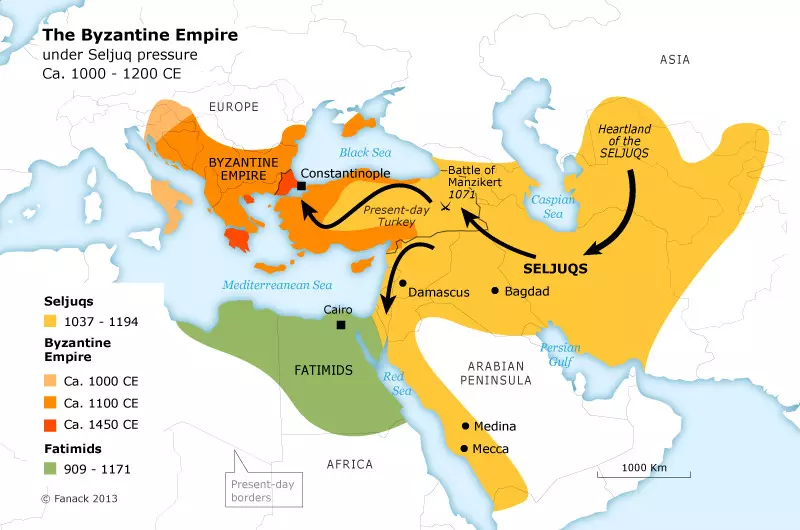 The Byzantine Empire
under Seljuq pressure
Ca. 1000 - 1200 CE
ASIA
EUROPE
Heartland
of the
SELJUQS
Black Sea
BYZANTINE
EMPIRE
Constantinople
Battle of
Manzikert
1071
Caspian
Sea
Present-day
Turkey
SELJUQS
Mediterranean Sea
Damascus
Bagdad
Cairo
Persian
Gulf
FATIMIDS
Red
Sea
ARABIAN
PENINSULA
Medina
Mecca
AFRICA
1000 Km
Seljuqs
1037 - 1194
Byzantine
Empire
Ca. 1000 CE
Ca. 1100 CE
Ca. 1450 CE
Fatimids
909 - 1171
Present-day
borders
© Fanack 2013